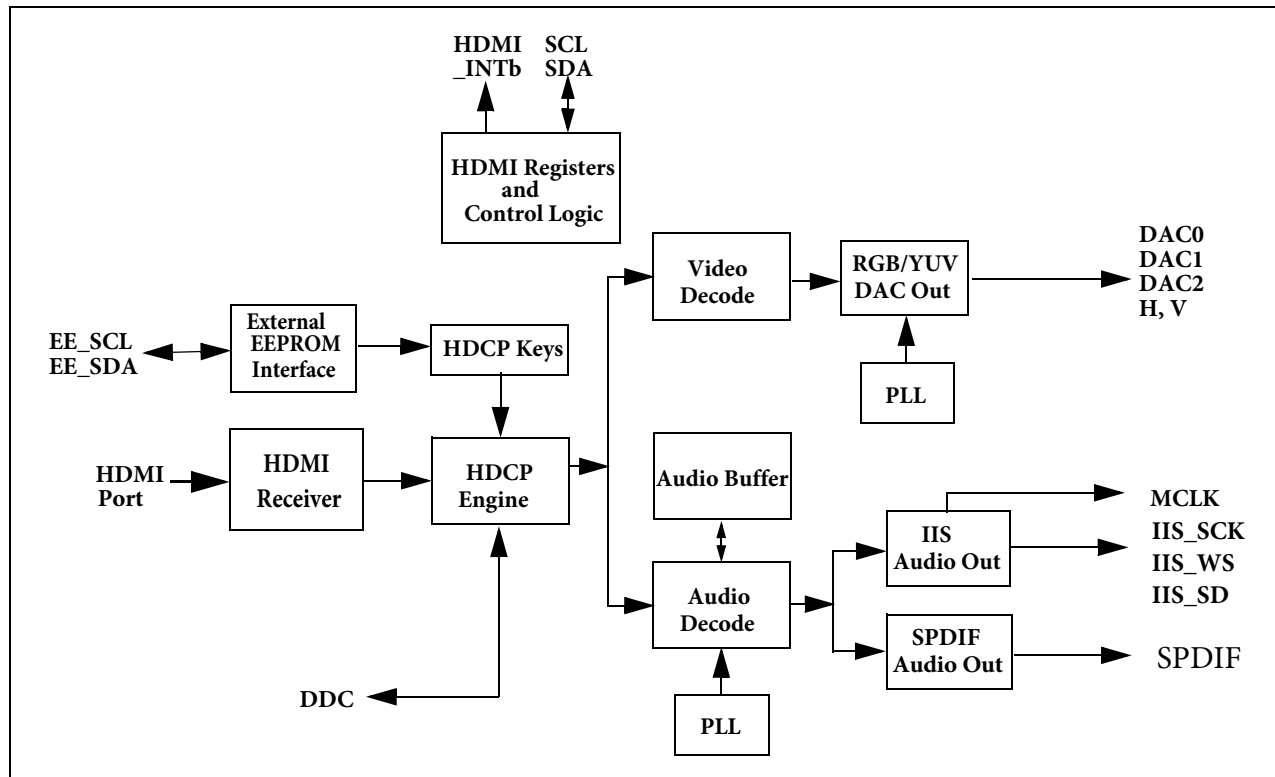 HDMI
_INTb
SCL
SDA
HDMI Registers
and
Control Logic
Video
Decode
RGB/YUV
DAC Out
DAC0
DAC1
DAC2
H, V
EE_SCL
EE_SDA
External
EEPROM
Interface
HDCP Keys
PLL
HDMI
Port
HDMI
Receiver
HDCP
Engine
Audio Buffer
MCLK
IIS
Audio Out
IIS_SCK
IIS_WS
IIS_SD
Audio
Decode
SPDIF
Audio Out
SPDIF
DDC
PLL